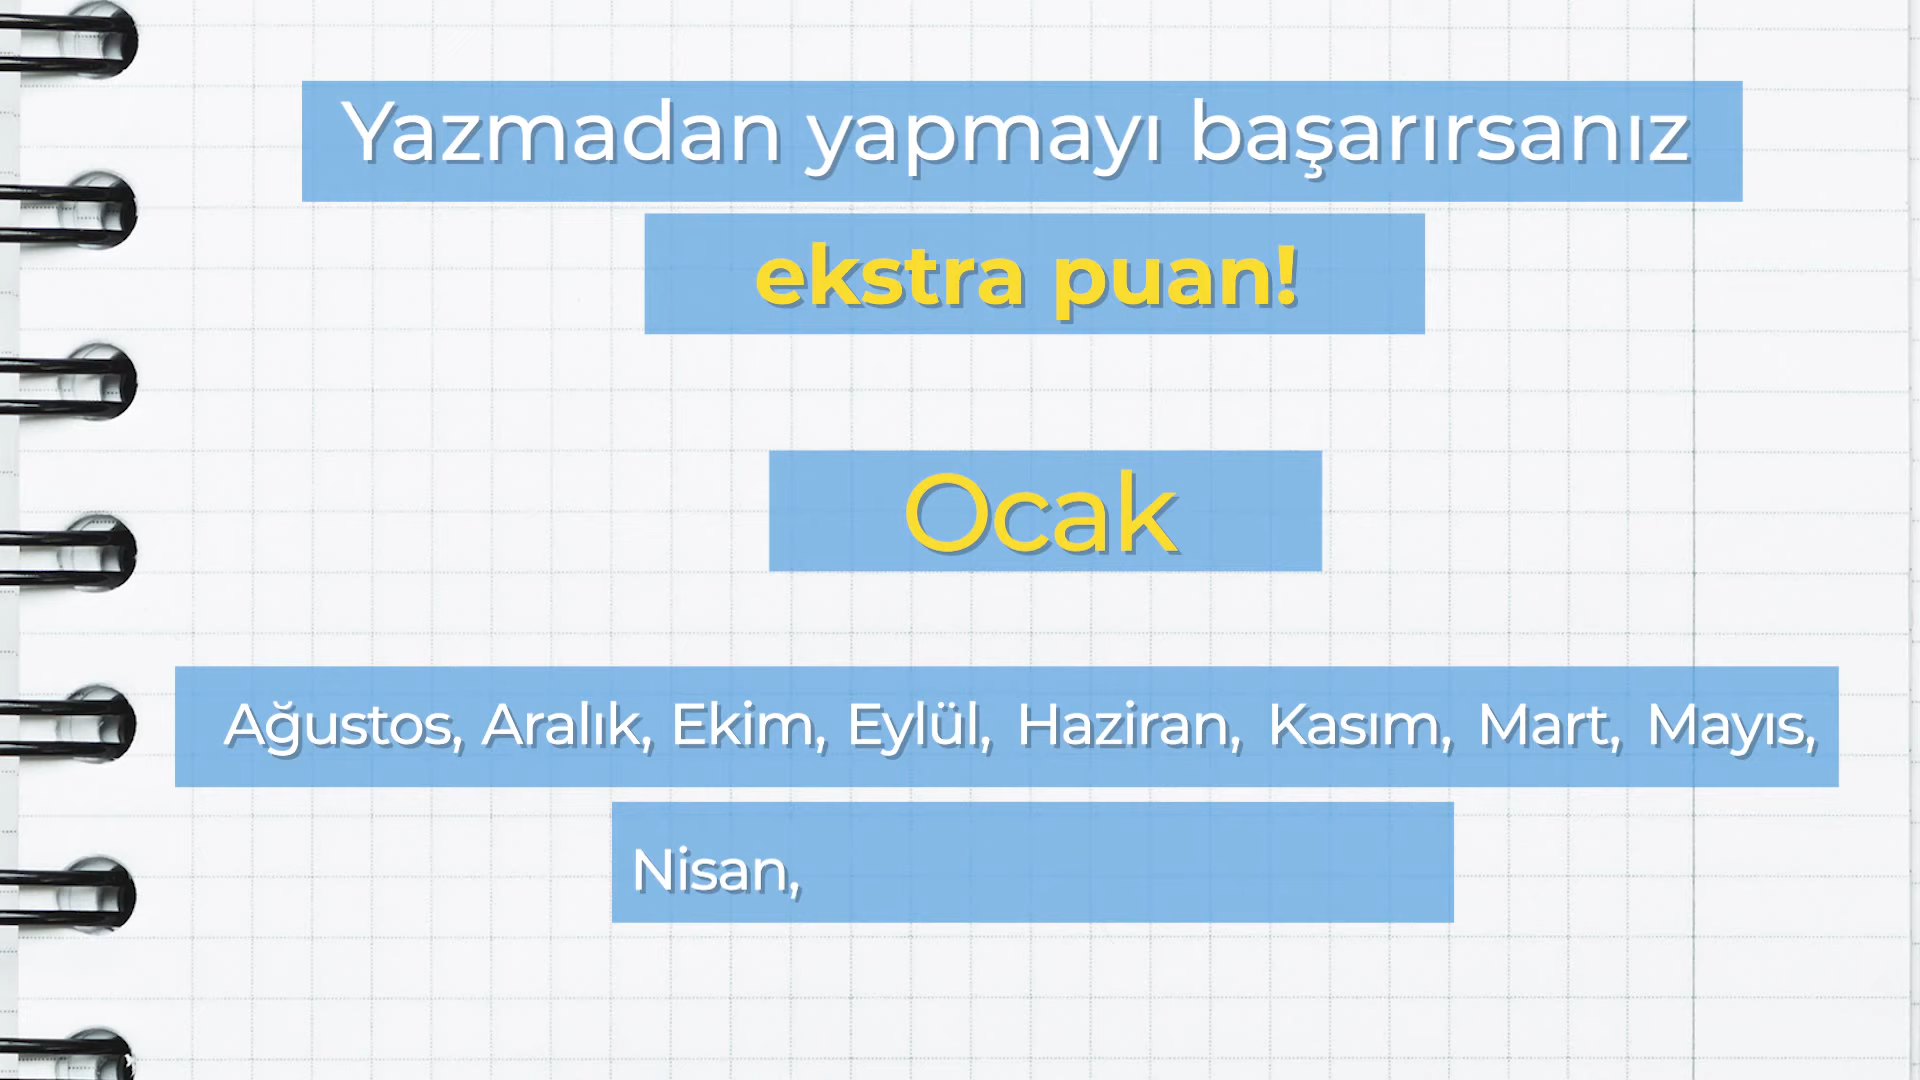 Yazmadan yapmayı başarırsanız
ekstra puan!
Ocak
Ağustos, Aralık, Ekim, Eylül, Haziran, Kasım, Mart, Mayıs,
Nisan,